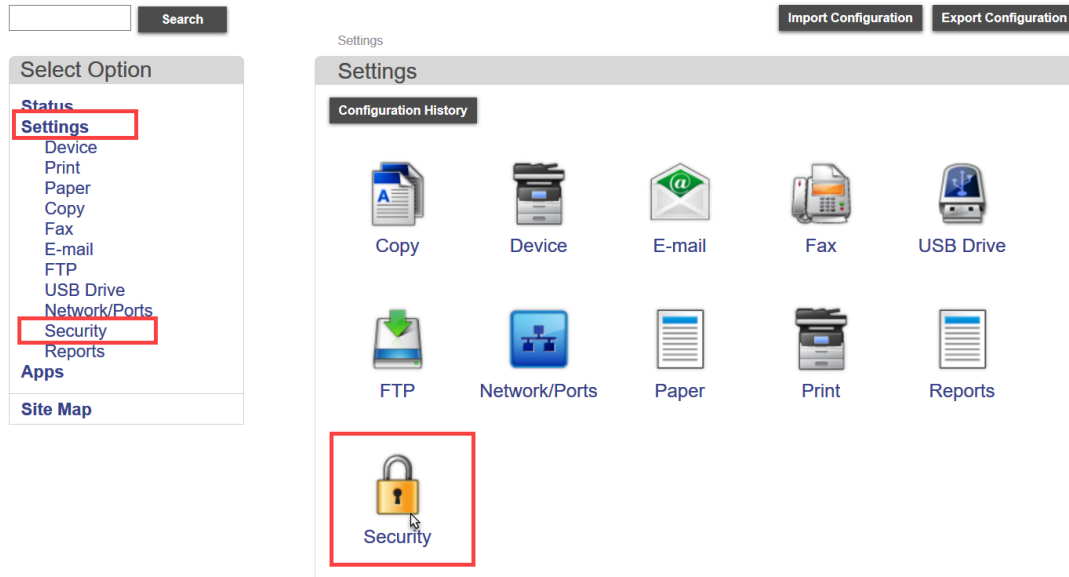 Search
Import Configuration
Export Configuration
Settings
Select Option
Status
Settings
Device
Print
Paper
Copy
Fax
E-mail
FTP
USB Drive
Network/Ports
Security
Reports
Apps
Site Map
Settings
Configuration History
A
@
Copy
Device
E-mail
Fax
USB Drive
FTP
Network/Ports
Paper
Print
Reports
Security